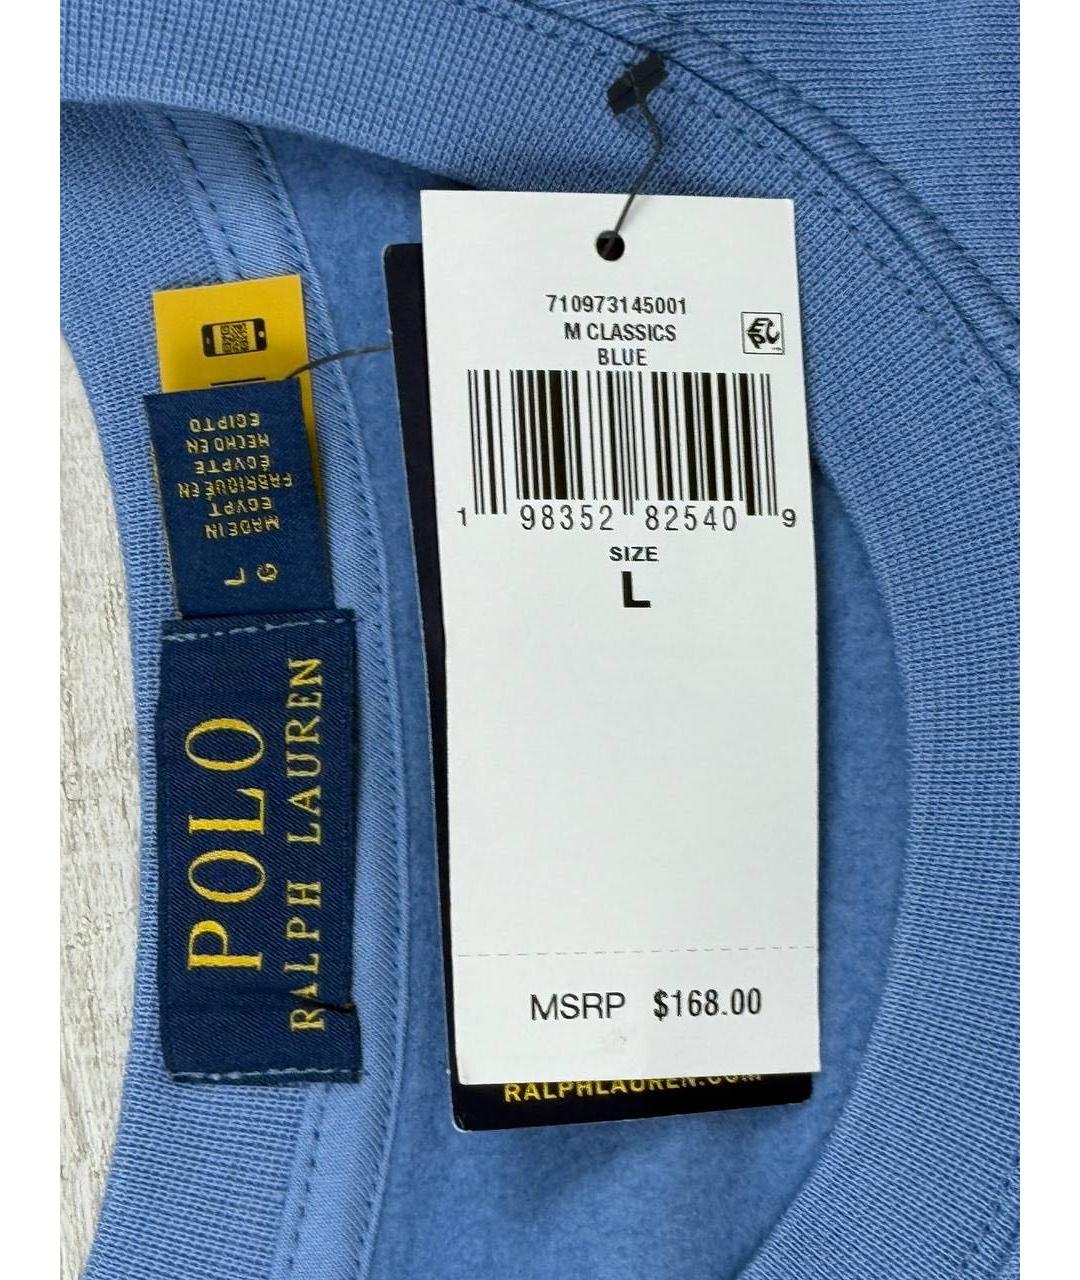 710973145001
M CLASSICS
BLUE
1 98352 82540 9
SIZE
L
MSRP $168.00
RALPHLAUREN.COM
POLO
RALPH LAUREN
L
MADE IN
EGYPT
FABRIQUÉ EN
ÉGYPTE
HECHO EN
EGIPTO